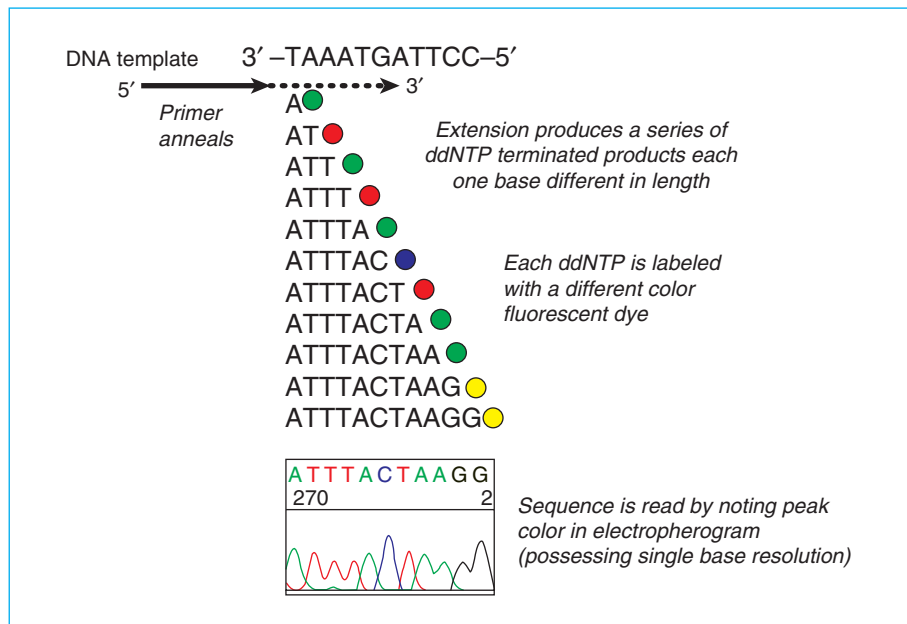 DNA template
3′ –TAAATGATTCC–5′
5′
3′
Primer
anneals
A
AT
ATT
ATTT
ATTTA
ATTTAC
ATTTACT
ATTTACTA
ATTTACTAA
ATTTACTAAG
ATTTACTAAGG
Extension produces a series of
ddNTP terminated products each
one base different in length
Each ddNTP is labeled
with a different color
fluorescent dye
A T T T A C T A A G G
270 2
Sequence is read by noting peak
color in electropherogram
(possessing single base resolution)